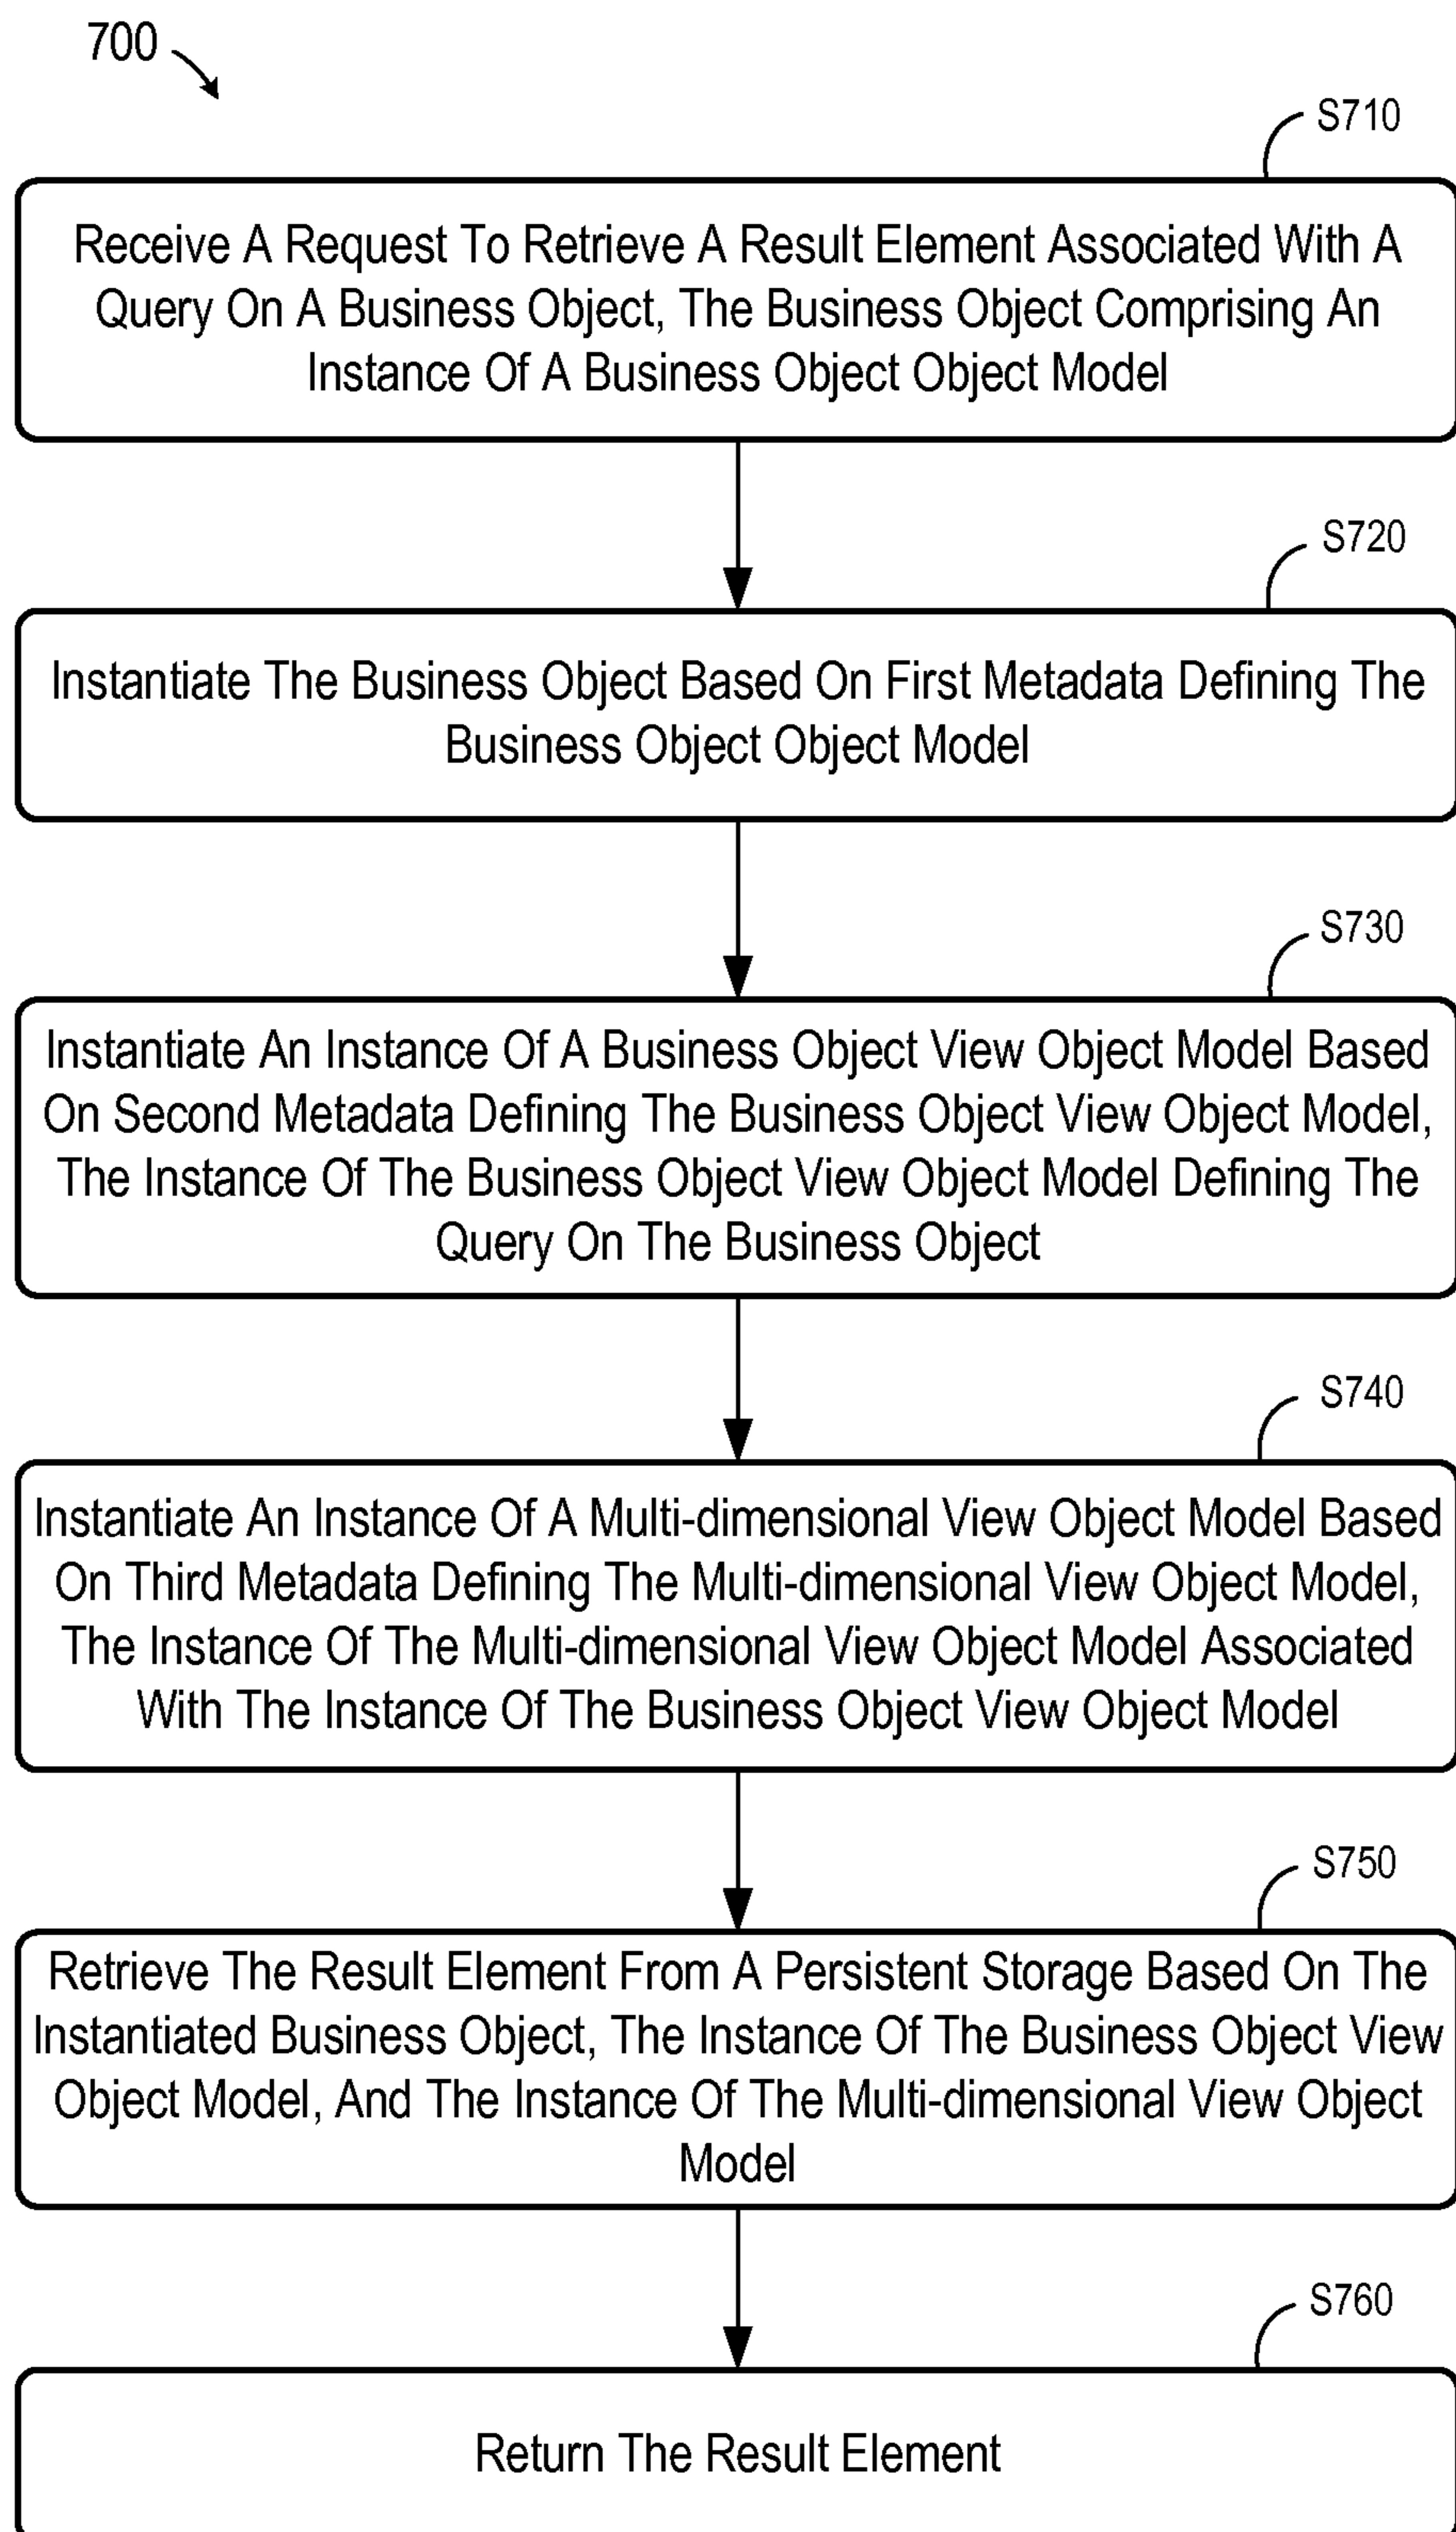 700
S710
Receive A Request To Retrieve A Result Element Associated With A
Query On A Business Object, The Business Object Comprising An
Instance Of A Business Object Object Model
S720
Instantiate The Business Object Based On First Metadata Defining The
Business Object Object Model
S730
Instantiate An Instance Of A Business Object View Object Model Based
On Second Metadata Defining The Business Object View Object Model,
The Instance Of The Business Object View Object Model Defining The
Query On The Business Object
S740
Instantiate An Instance Of A Multi-dimensional View Object Model Based
On Third Metadata Defining The Multi-dimensional View Object Model,
The Instance Of The Multi-dimensional View Object Model Associated
With The Instance Of The Business Object View Object Model
S750
Retrieve The Result Element From A Persistent Storage Based On The
Instantiated Business Object, The Instance Of The Business Object View
Object Model, And The Instance Of The Multi-dimensional View Object
Model
S760
Return The Result Element